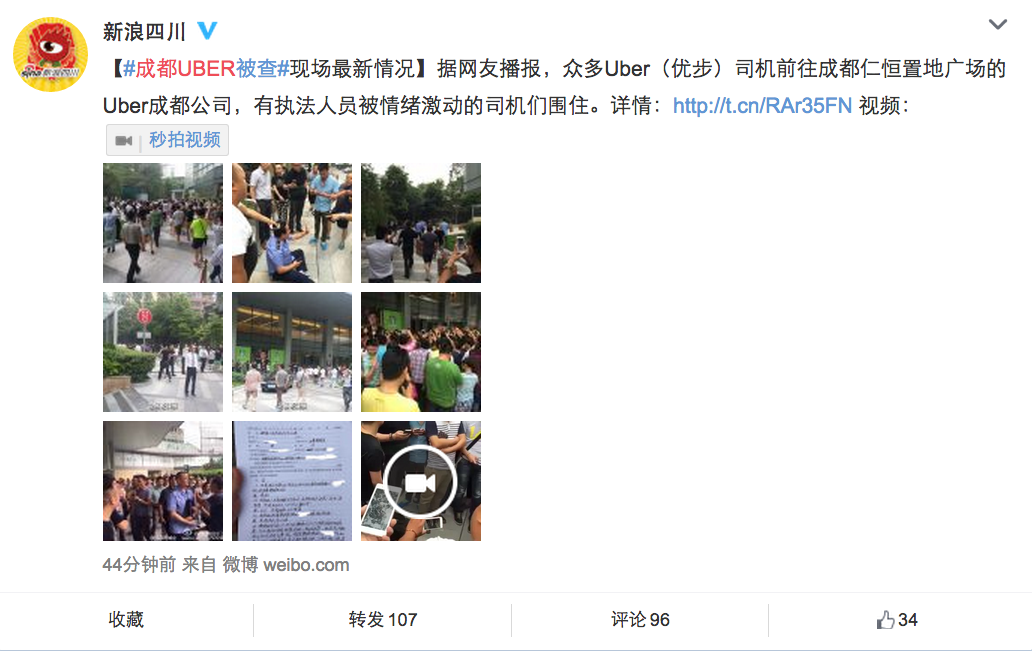 新浪四川
【#成都UBER被查#现场最新情况】据网友播报，众多Uber（优步）司机前往成都仁恒置地广场的
Uber成都公司，有执法人员被情绪激动的司机们围住。详情：http://t.cn/RAr35FN 视频：
秒拍视频
44分钟前 来自 微博 weibo.com
收藏
转发 107
评论 96
34